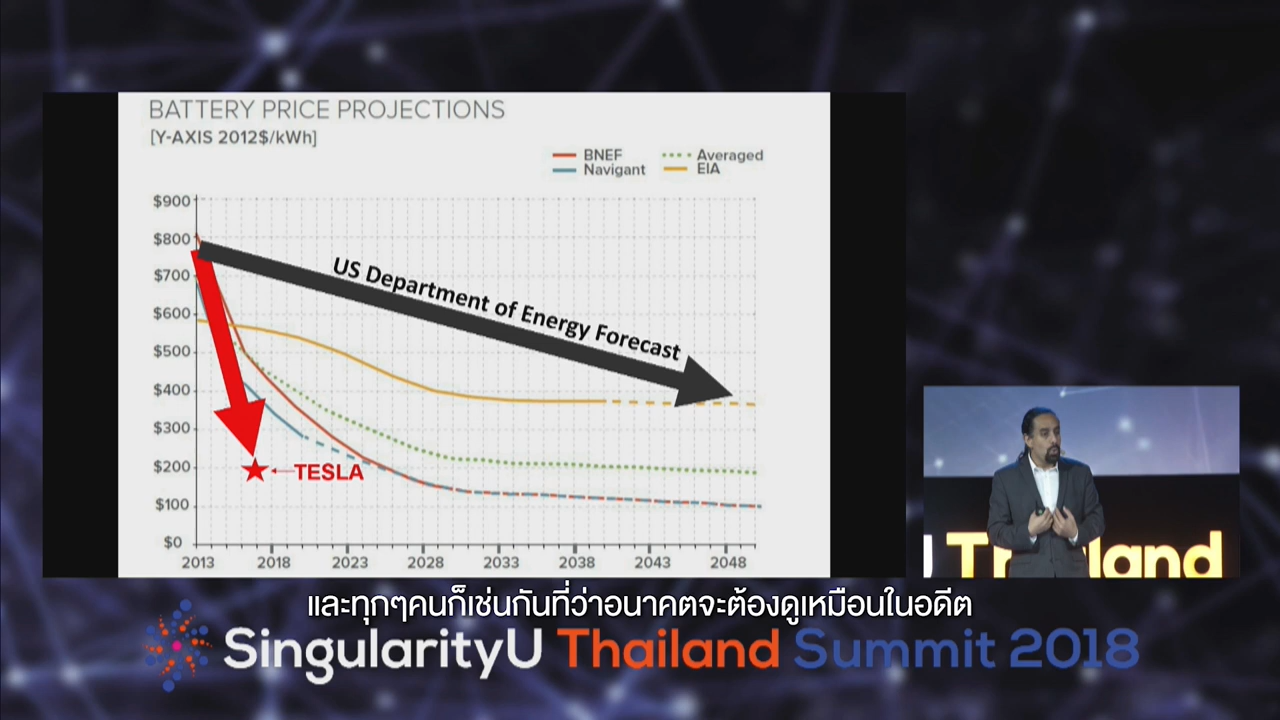 BATTERY PRICE PROJECTIONS
[Y-AXIS 2012$/kWh]
BNEF
Averaged
Navigant
EIA
$900
$800
$700
$600
$500
$400
$300
$200
$100
$0
US Department of Energy Forecast
TESLA
2013 2018 2023 2028 2033 2038 2043 2048
U Thailand
และทุกๆคนก็เช่นกันที่ว่าอนาคตจะต้องดูเหมือนในอดีต
SingularityU Thailand Summit 2018